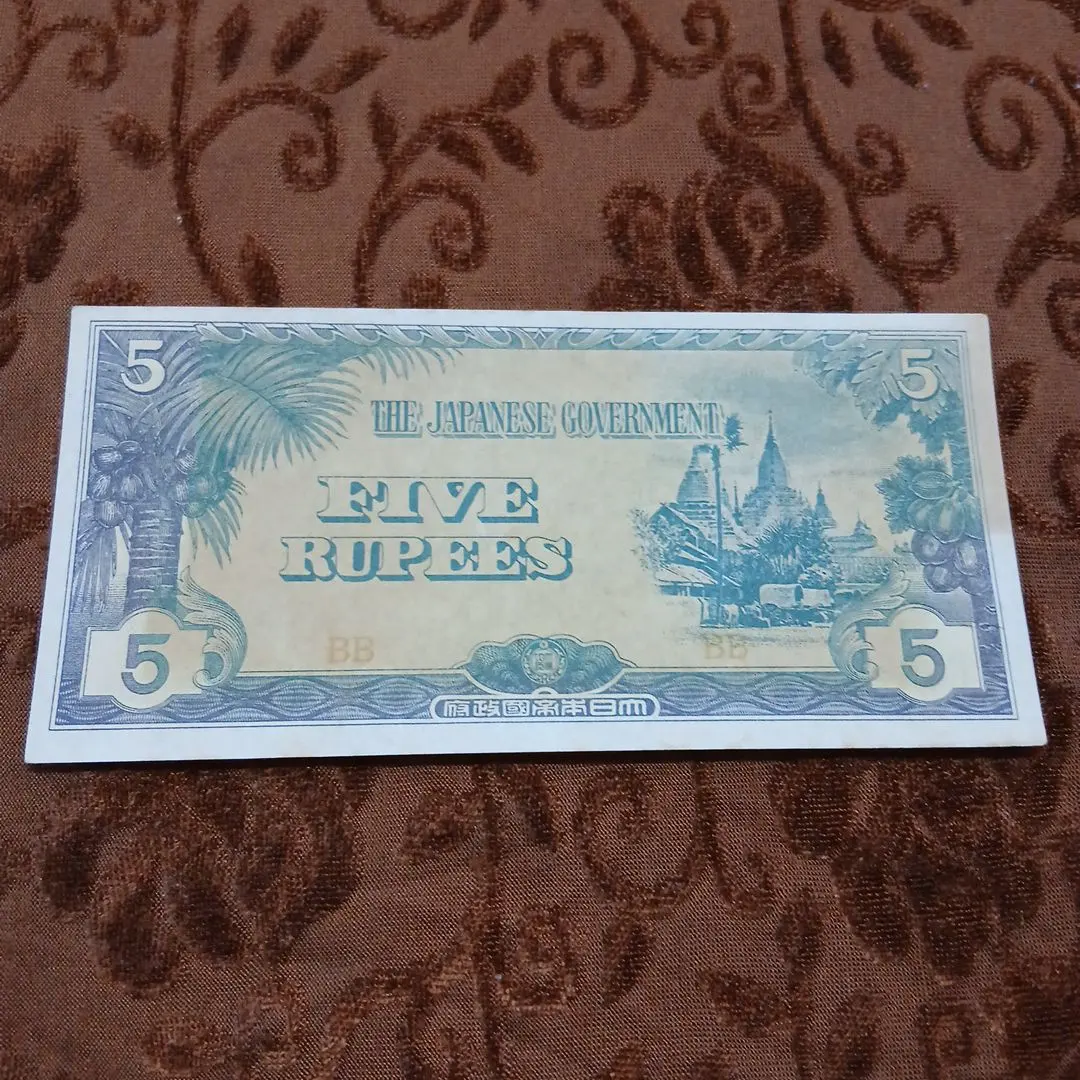 5 5
THE JAPANESE GOVERNMENT
FIVE
RUPEES
5 BB BB 5
府政國帝本日大